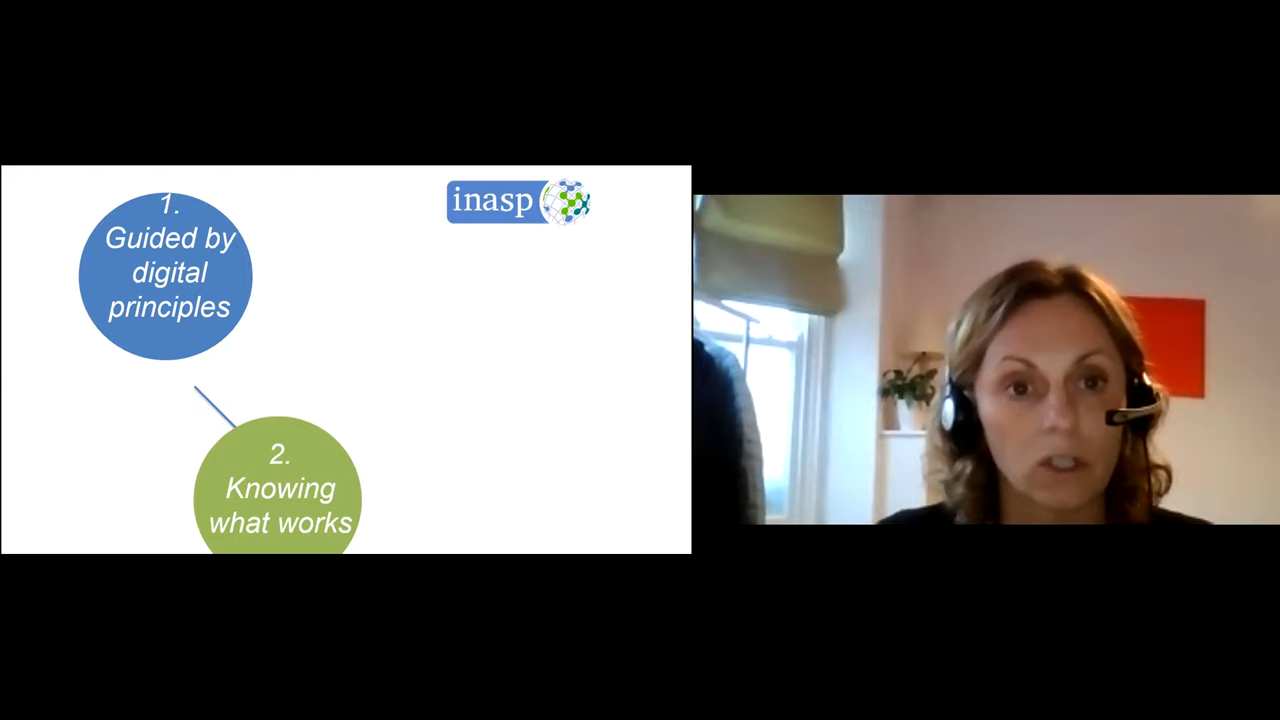 1.
Guided by
digital
principles
inasp
2.
Knowing
what works